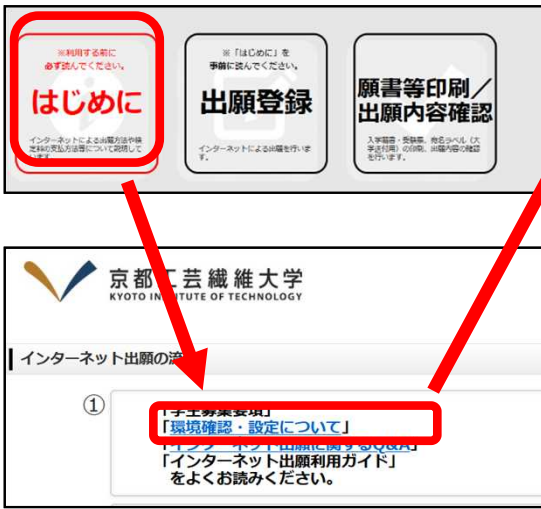 ※利用する前に
必ず読んでください。
はじめに
インターネットによる出願方法や検
定料の支払方法等について説明して
います。
※「はじめに」を
事前に読んでください。
出願登録
インターネットによる出願を行いま
す。
願書等印刷／
出願内容確認
入学願書・受験票、宛名ラベル（大
学送付用）の印刷、出願内容の確認
を行います。
京都工芸繊維大学
KYOTO INSTITUTE OF TECHNOLOGY
インターネット出願の流
①
「学生募集要項」
「環境確認・設定について」
「インターネット出願に関するQ&A」
「インターネット出願利用ガイド」
をよくお読みください。